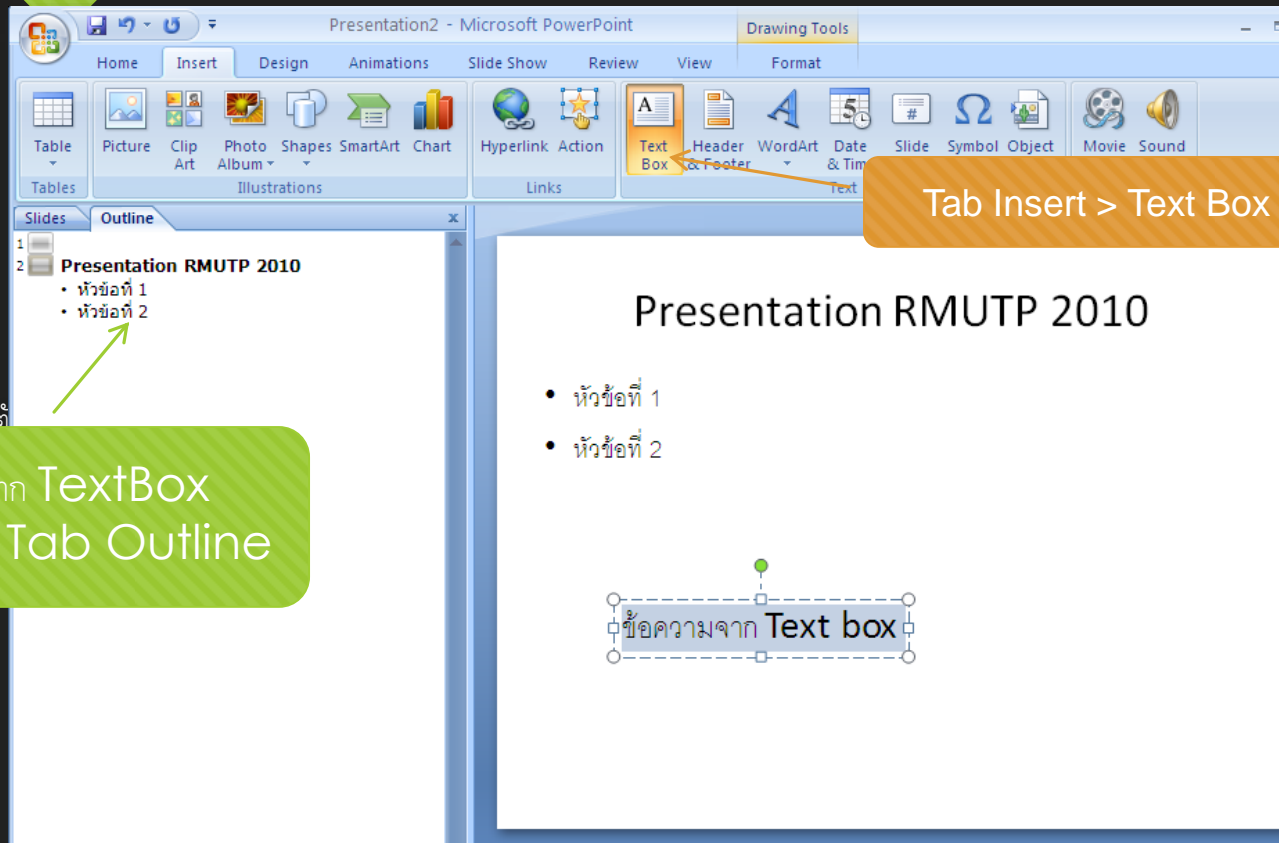 Presentation2 - Microsoft PowerPoint
Drawing Tools
Home Insert Design Animations Slide Show Review View Format
Table Picture Clip Art Photo Album Shapes SmartArt Chart Hyperlink Action Text Box Header & Footer WordArt Date Slide Symbol Object Movie Sound
Tables Illustrations Links Text
Tab Insert > Text Box
Slides Outline x
1
2 Presentation RMUTP 2010
• หัวข้อที่ 1
• หัวข้อที่ 2
Presentation RMUTP 2010
• หัวข้อที่ 1
• หัวข้อที่ 2
TextBox
Tab Outline
ข้อความจาก Text box